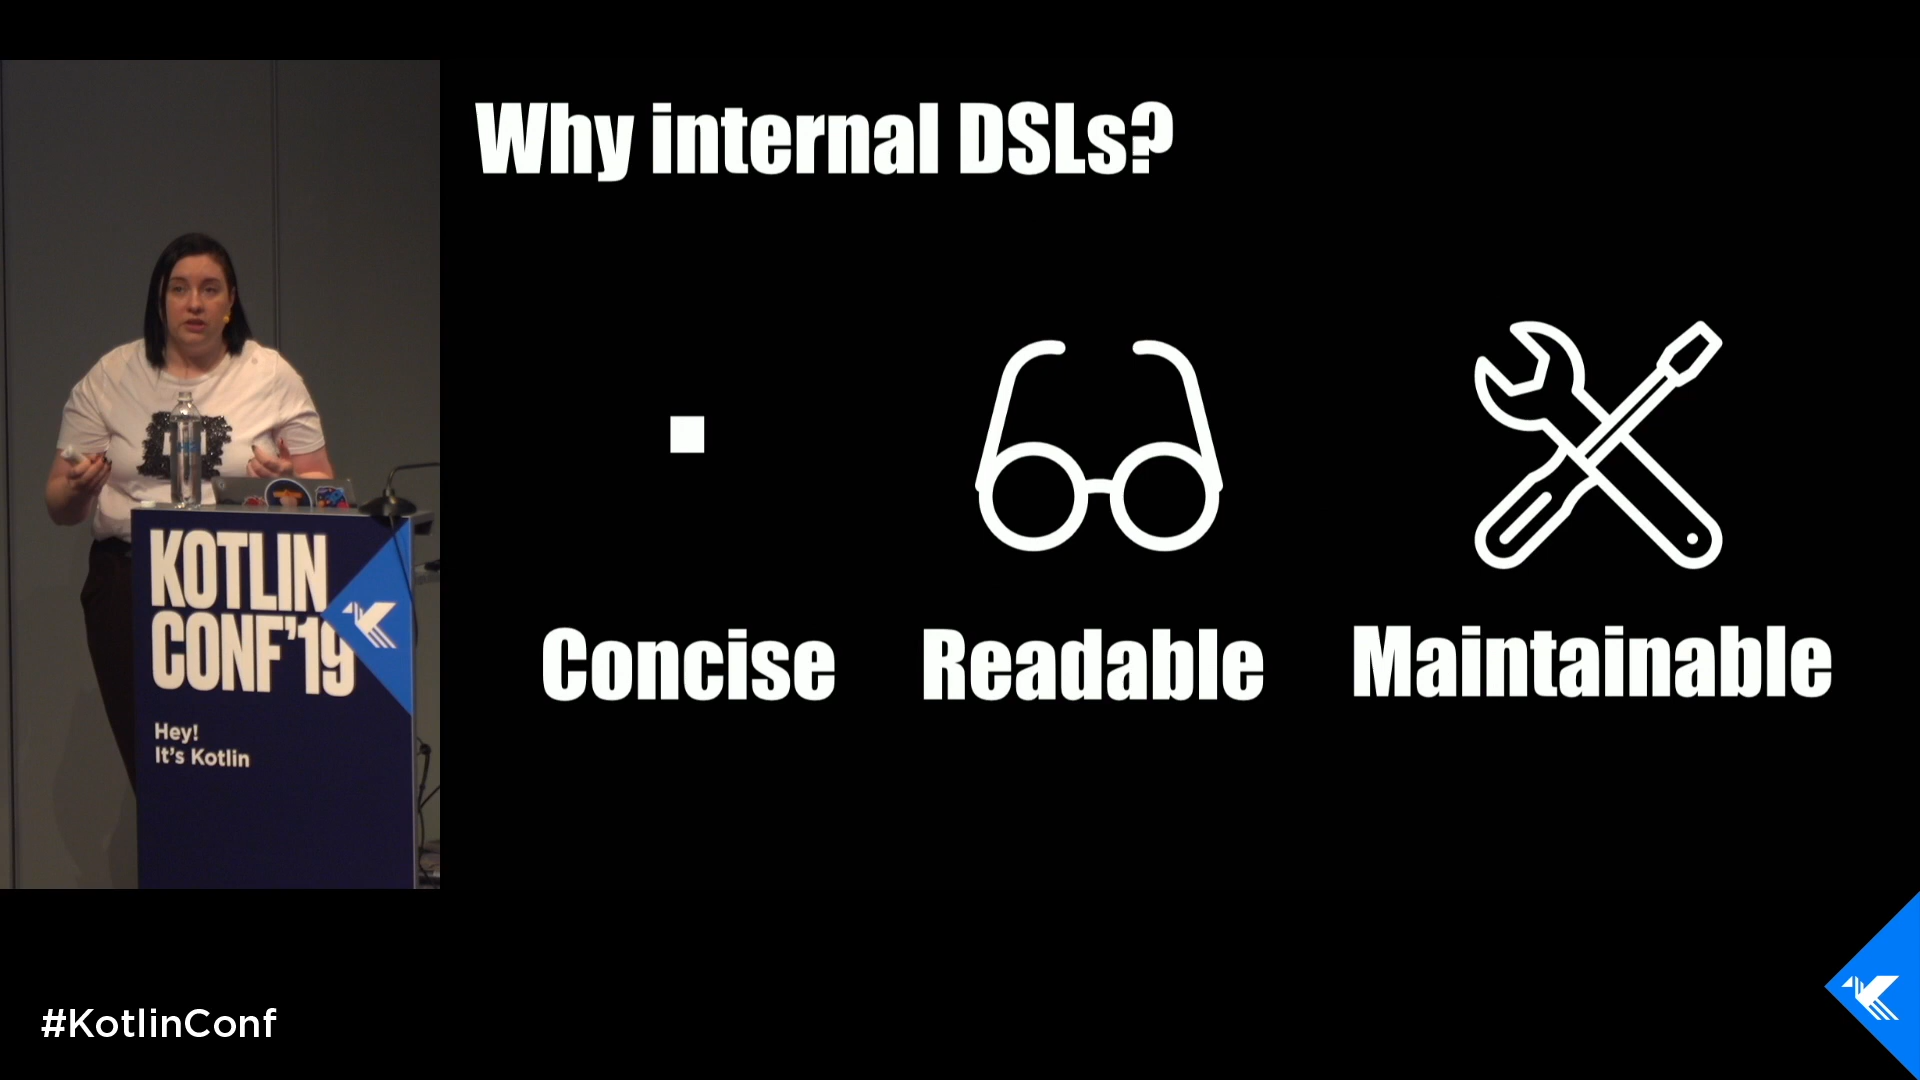 Why internal DSLs?
Concise
Readable
Maintainable
KOTLIN
CONF'19
Hey!
It's Kotlin
#KotlinConf